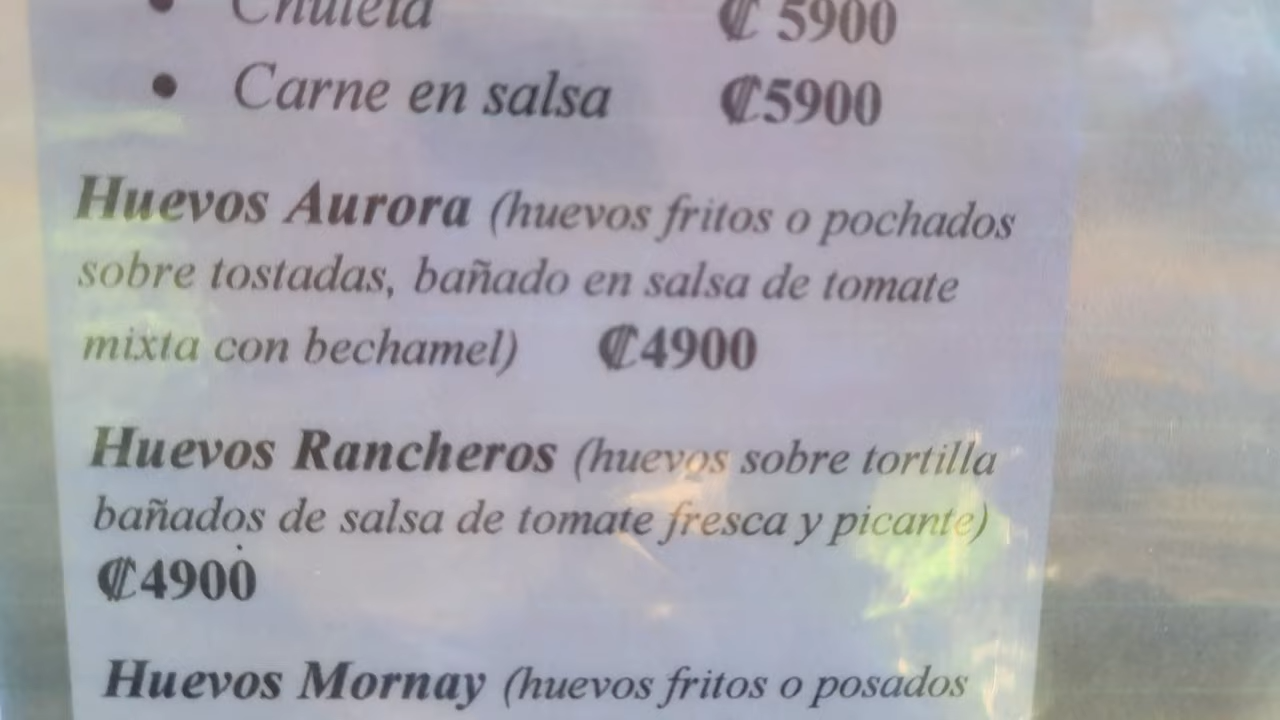 • Chuleta ₡ 5900
• Carne en salsa ₡5900
Huevos Aurora (huevos fritos o pochados
sobre tostadas, bañado en salsa de tomate
mixta con bechamel) ₡4900
Huevos Rancheros (huevos sobre tortilla
bañados de salsa de tomate fresca y picante)
₡4900
Huevos Mornay (huevos fritos o posados